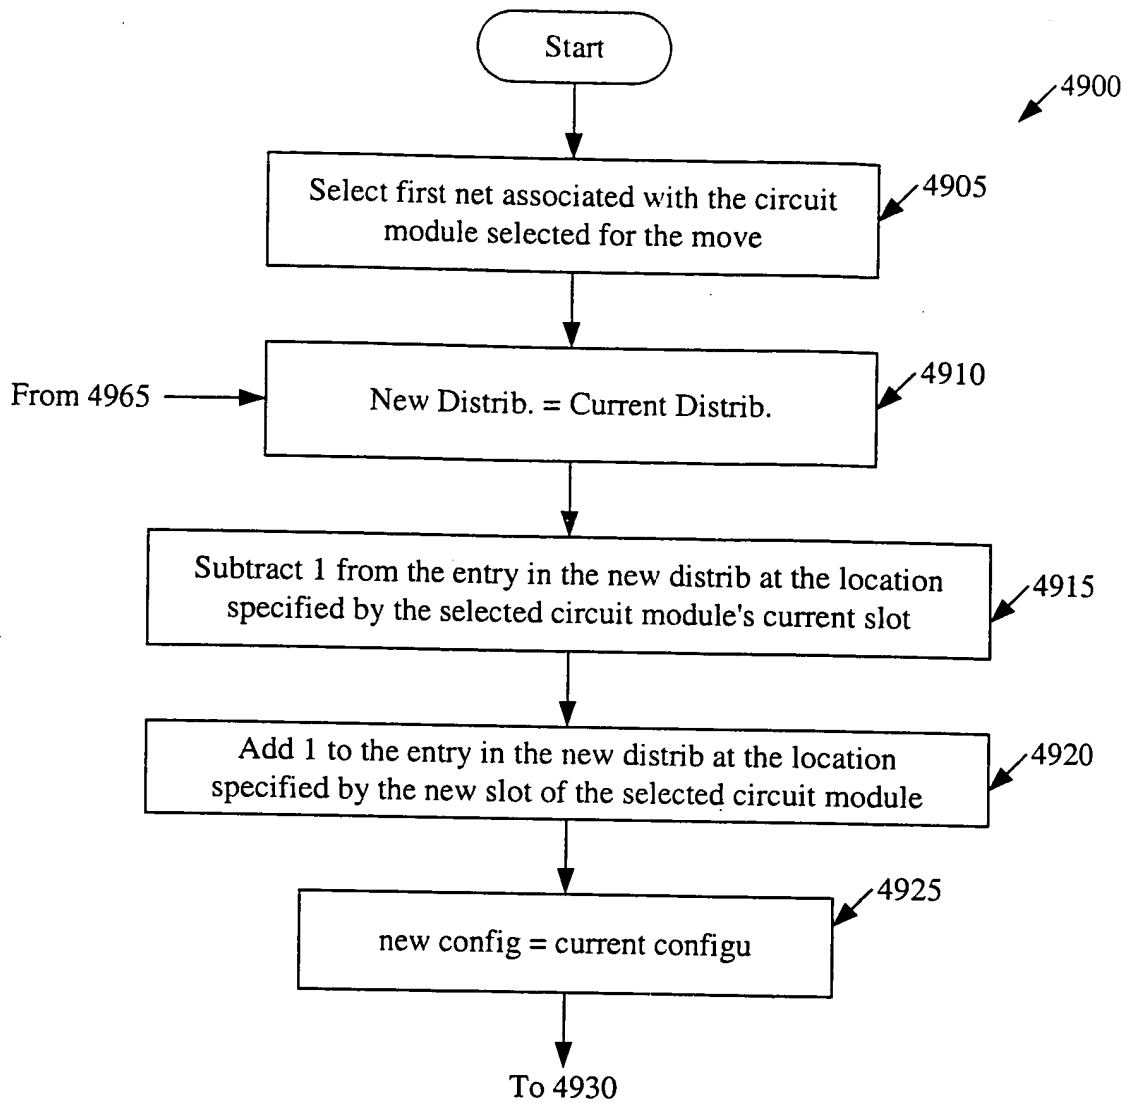 Start
4900
Select first net associated with the circuit
module selected for the move
4905
New Distrib. = Current Distrib.
4910
From 4965
Subtract 1 from the entry in the new distrib at the location
specified by the selected circuit module's current slot
4915
Add 1 to the entry in the new distrib at the location
specified by the new slot of the selected circuit module
4920
new config = current configu
4925
To 4930